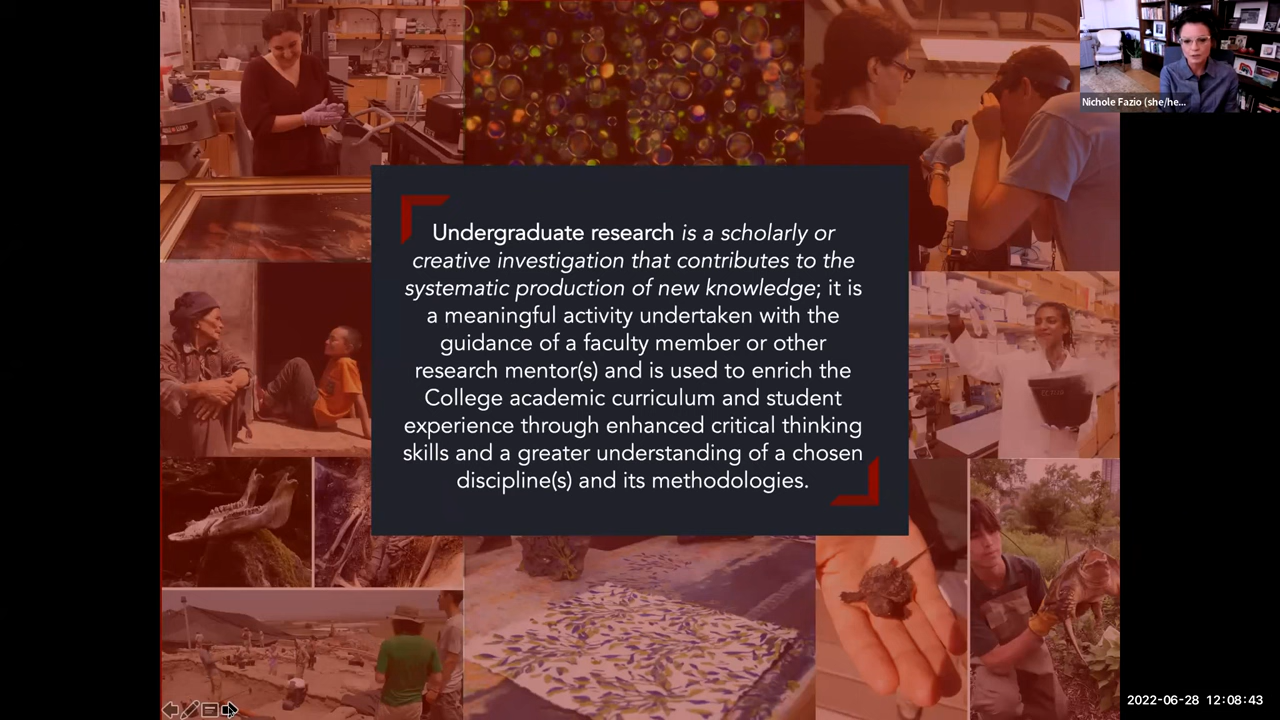 Nichole Fazio (she/he...
Undergraduate research is a scholarly or
creative investigation that contributes to the
systematic production of new knowledge; it is
a meaningful activity undertaken with the
guidance of a faculty member or other
research mentor(s) and is used to enrich the
College academic curriculum and student
experience through enhanced critical thinking
skills and a greater understanding of a chosen
discipline(s) and its methodologies.
2022-06-28 12:08:43